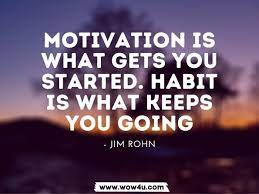 MOTIVATION IS
WHAT GETS YOU
STARTED. HABIT
IS WHAT KEEPS
YOU GOING
- JIM ROHN
www.wow4u.com